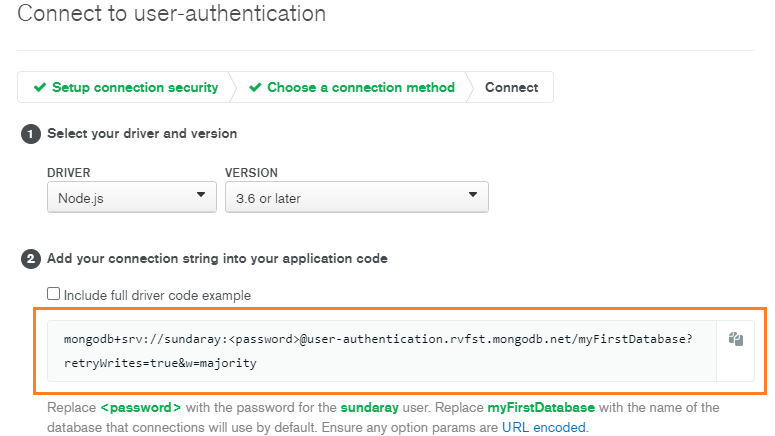 Connect to user-authentication
✔ Setup connection security ✔ Choose a connection method Connect
1 Select your driver and version
DRIVER VERSION
Node.js 3.6 or later
2 Add your connection string into your application code
Include full driver code example
mongodb+srv://sundaray:<password>@user-authentication.rvfst.mongodb.net/myFirstDatabase?
retryWrites=true&w=majority
Replace <password> with the password for the sundaray user. Replace myFirstDatabase with the name of the
database that connections will use by default. Ensure any option params are URL encoded.